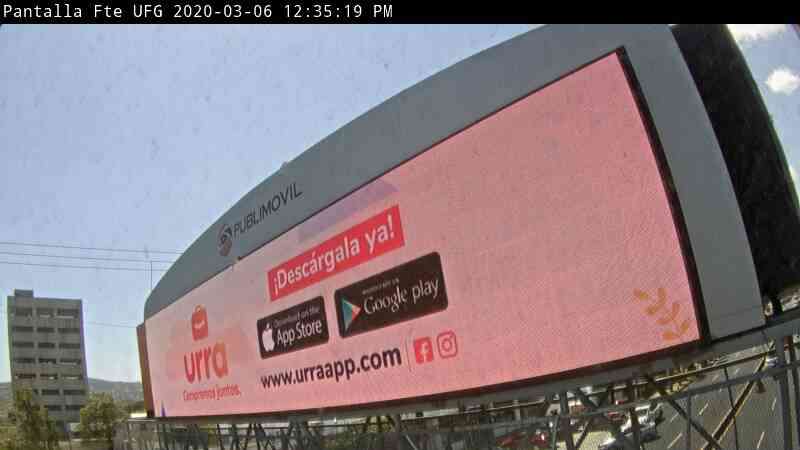 Pantalla Fte UFG 2020-03-06 12:35:19 PM
PUBLIMOVIL
¡Descárgala ya!
Download on the
App Store
Google play
urra
Compremos juntos.
www.urraapp.com